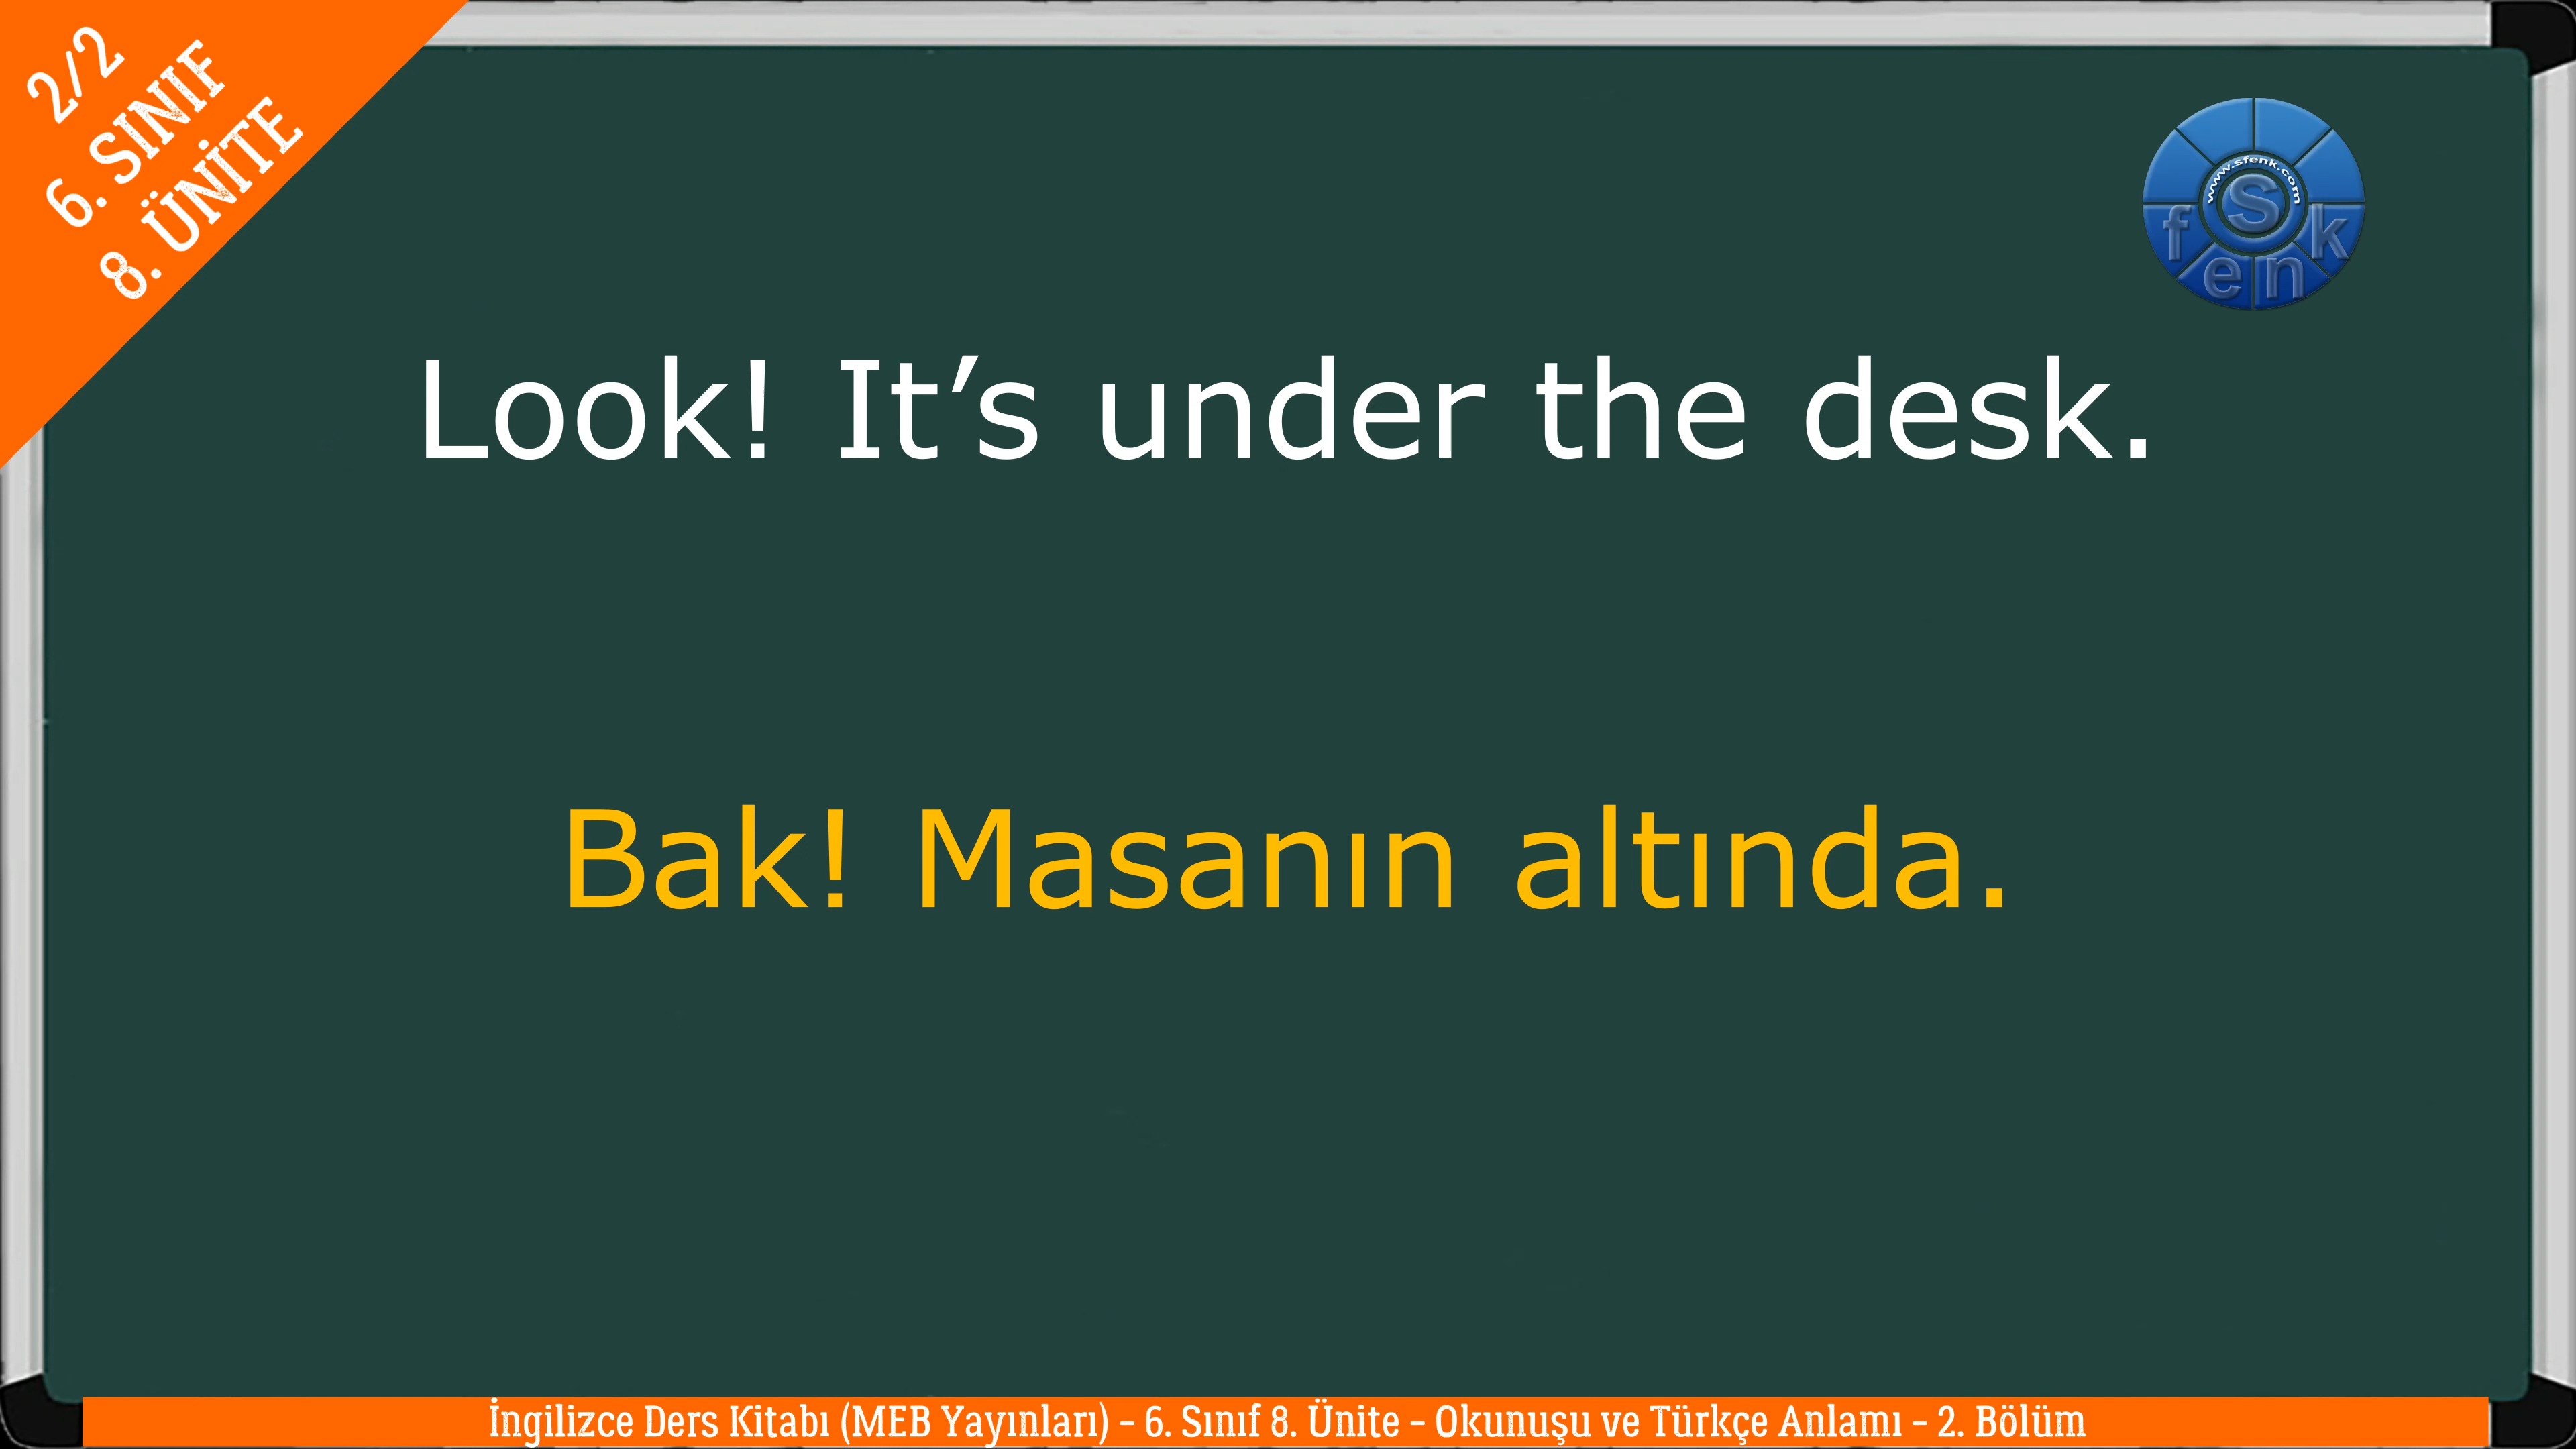 2/2
6. SINIF
8. ÜNİTE
www.sfenk.com
S
f e n k
Look! It’s under the desk.
Bak! Masanın altında.
İngilizce Ders Kitabı (MEB Yayınları) – 6. Sınıf 8. Ünite – Okunuşu ve Türkçe Anlamı – 2. Bölüm